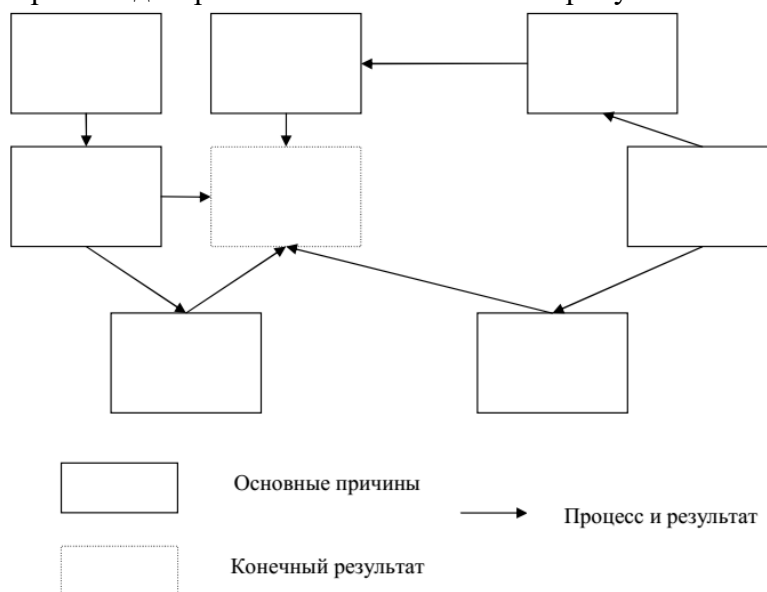 Основные причины
Процесс и результат
Конечный результат